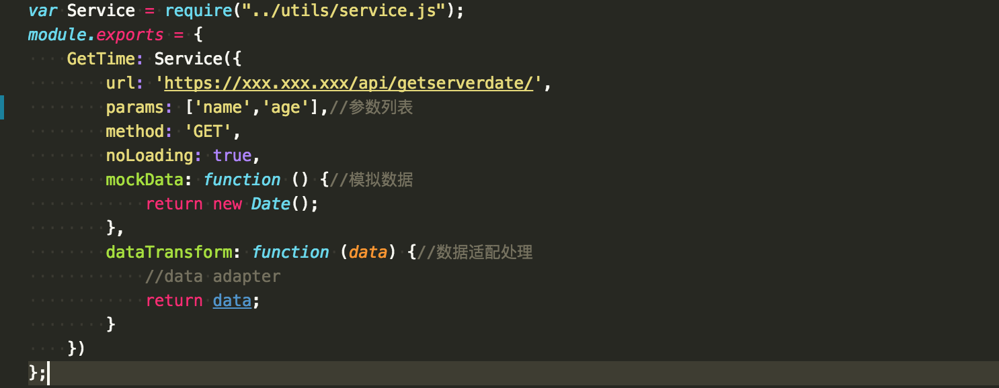 var Service = require("../utils/service.js");
module.exports = {
    GetTime: Service({
        url: 'https://xxx.xxx.xxx/api/getserverdate/',
        params: ['name','age'],//参数列表
        method: 'GET',
        noLoading: true,
        mockData: function () {//模拟数据
            return new Date();
        },
        dataTransform: function (data) {//数据适配处理
            //data adapter
            return data;
        }
    })
};